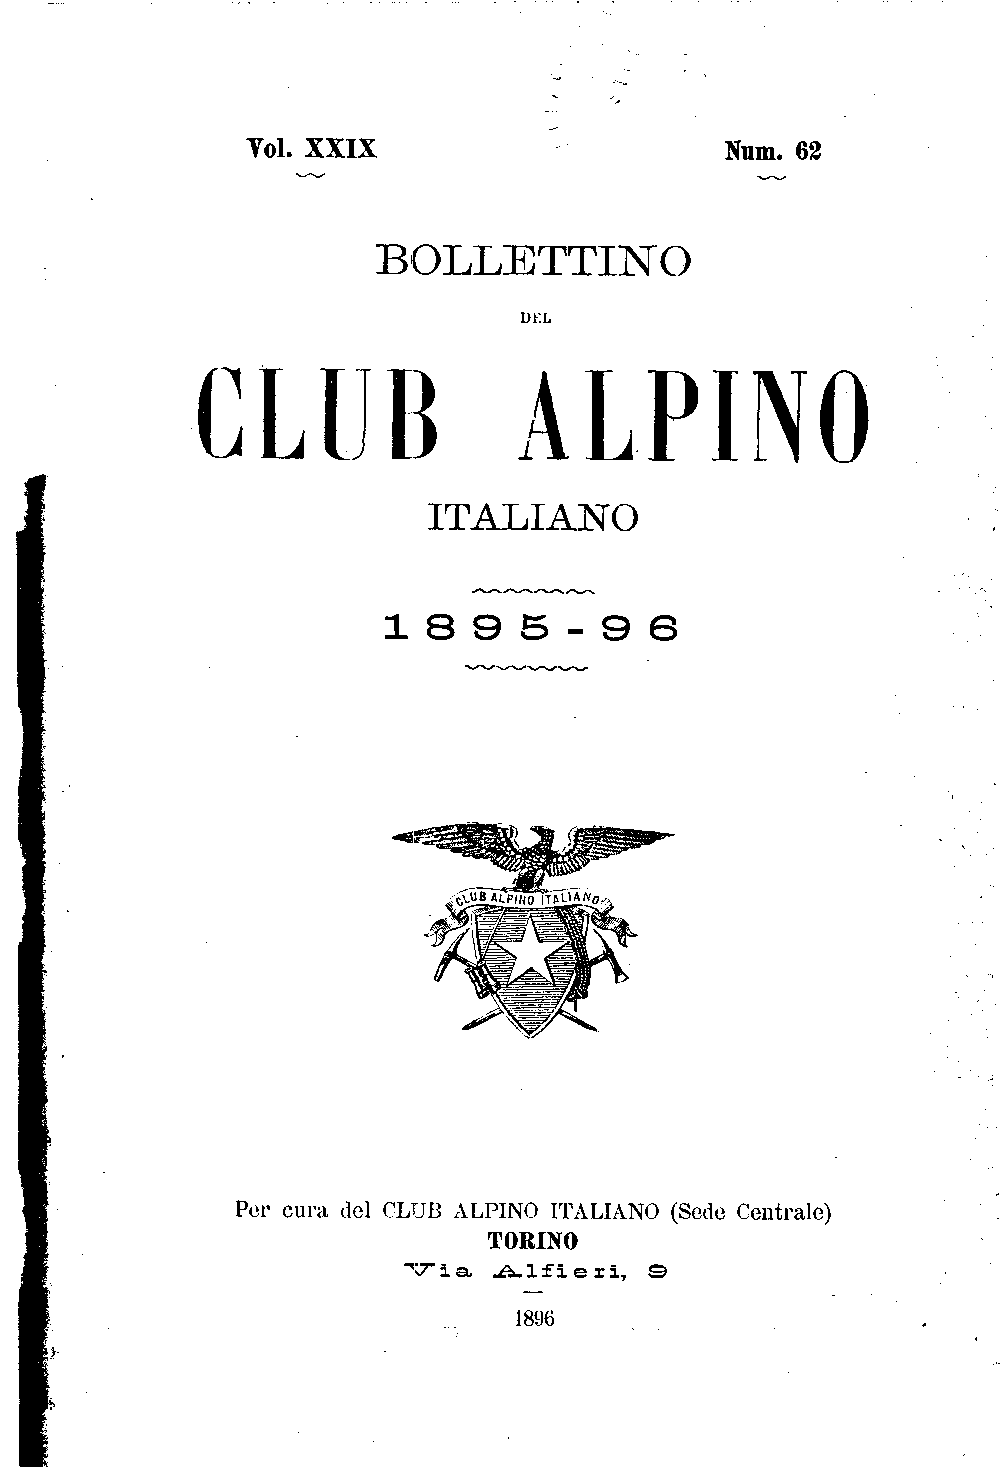 Vol. XXIX Num. 62
BOLLETTINO
DEL
CLUB ALPINO
ITALIANO
1895-96
CLUB ALPINO ITALIANO
Per cura del CLUB ALPINO ITALIANO (Sede Centrale)
TORINO
Via Alfieri, 9
1896